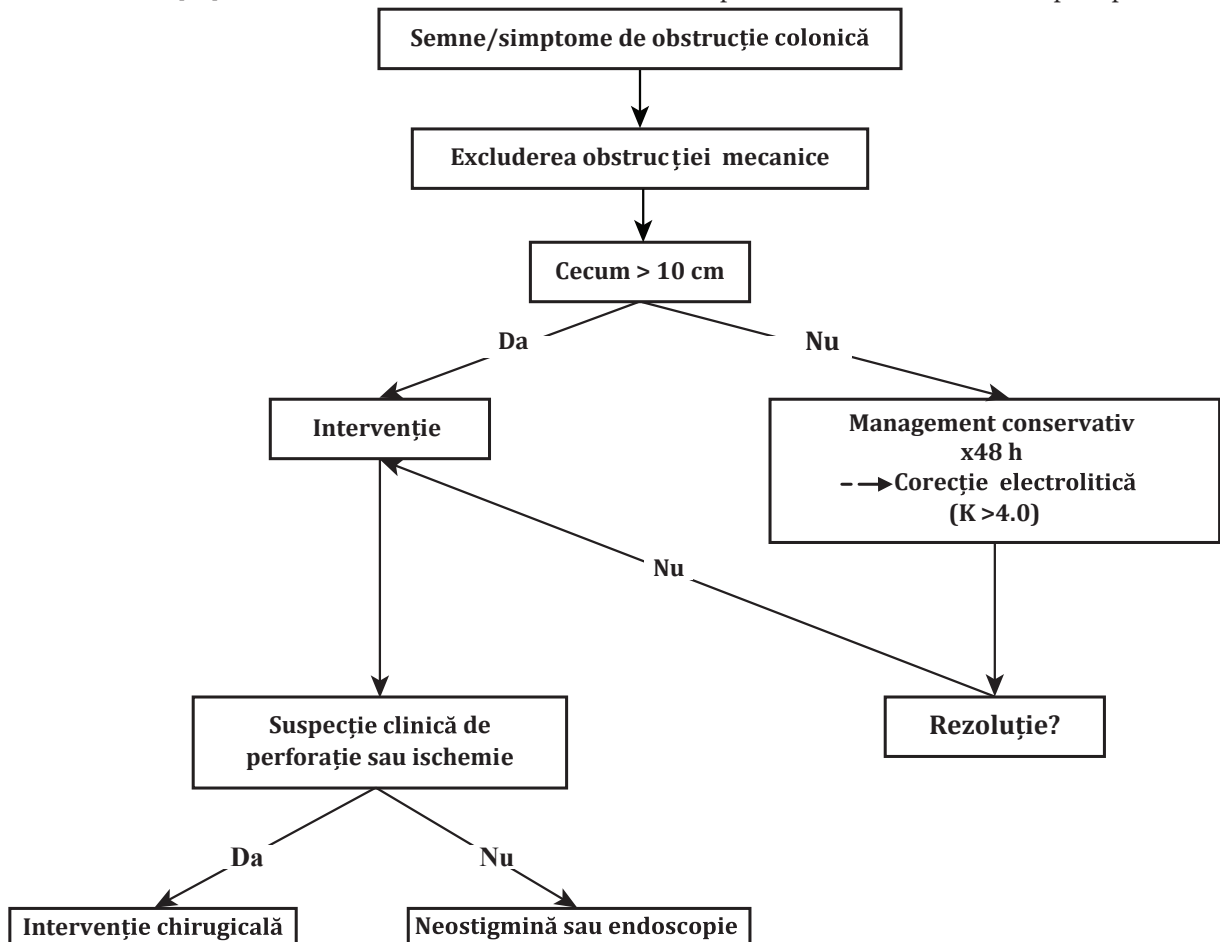 Semne/simptome de obstrucție colonică
Excluderea obstrucției mecanice
Cecum > 10 cm
Da
Nu
Intervenție
Management conservativ
x48 h
Corecție electrolitică
(K >4.0)
Nu
Suspecție clinică de
perforație sau ischemie
Rezoluție?
Da
Nu
Intervenție chirugicală
Neostigmină sau endoscopie